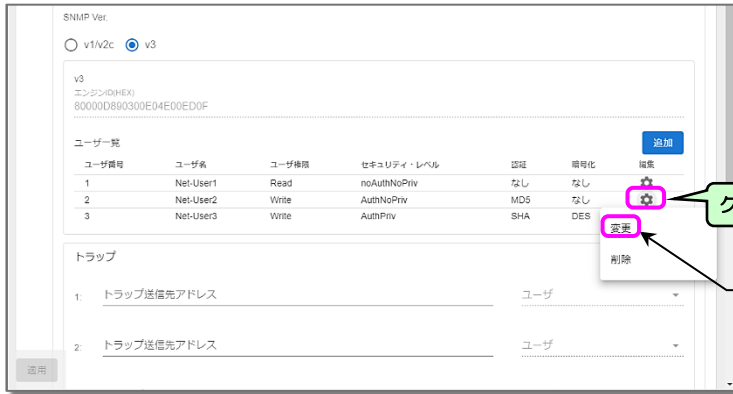 SNMP Ver.
v1/v2c v3
v3
エンジンID(HEX)
80000D890300E04E00ED0F
ユーザ一覧 追加
ユーザ番号 ユーザ名 ユーザ権限 セキュリティ・レベル 認証 暗号化 編集
1 Net-User1 Read noAuthNoPriv なし なし
2 Net-User2 Write AuthNoPriv MD5 なし
3 Net-User3 Write AuthPriv SHA DES
ク
変更
削除
トラップ
1: トラップ送信先アドレス ユーザ
2: トラップ送信先アドレス ユーザ
適用